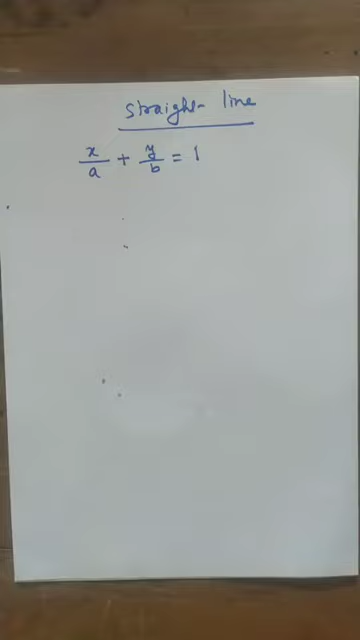 straight line
x/a + y/b = 1